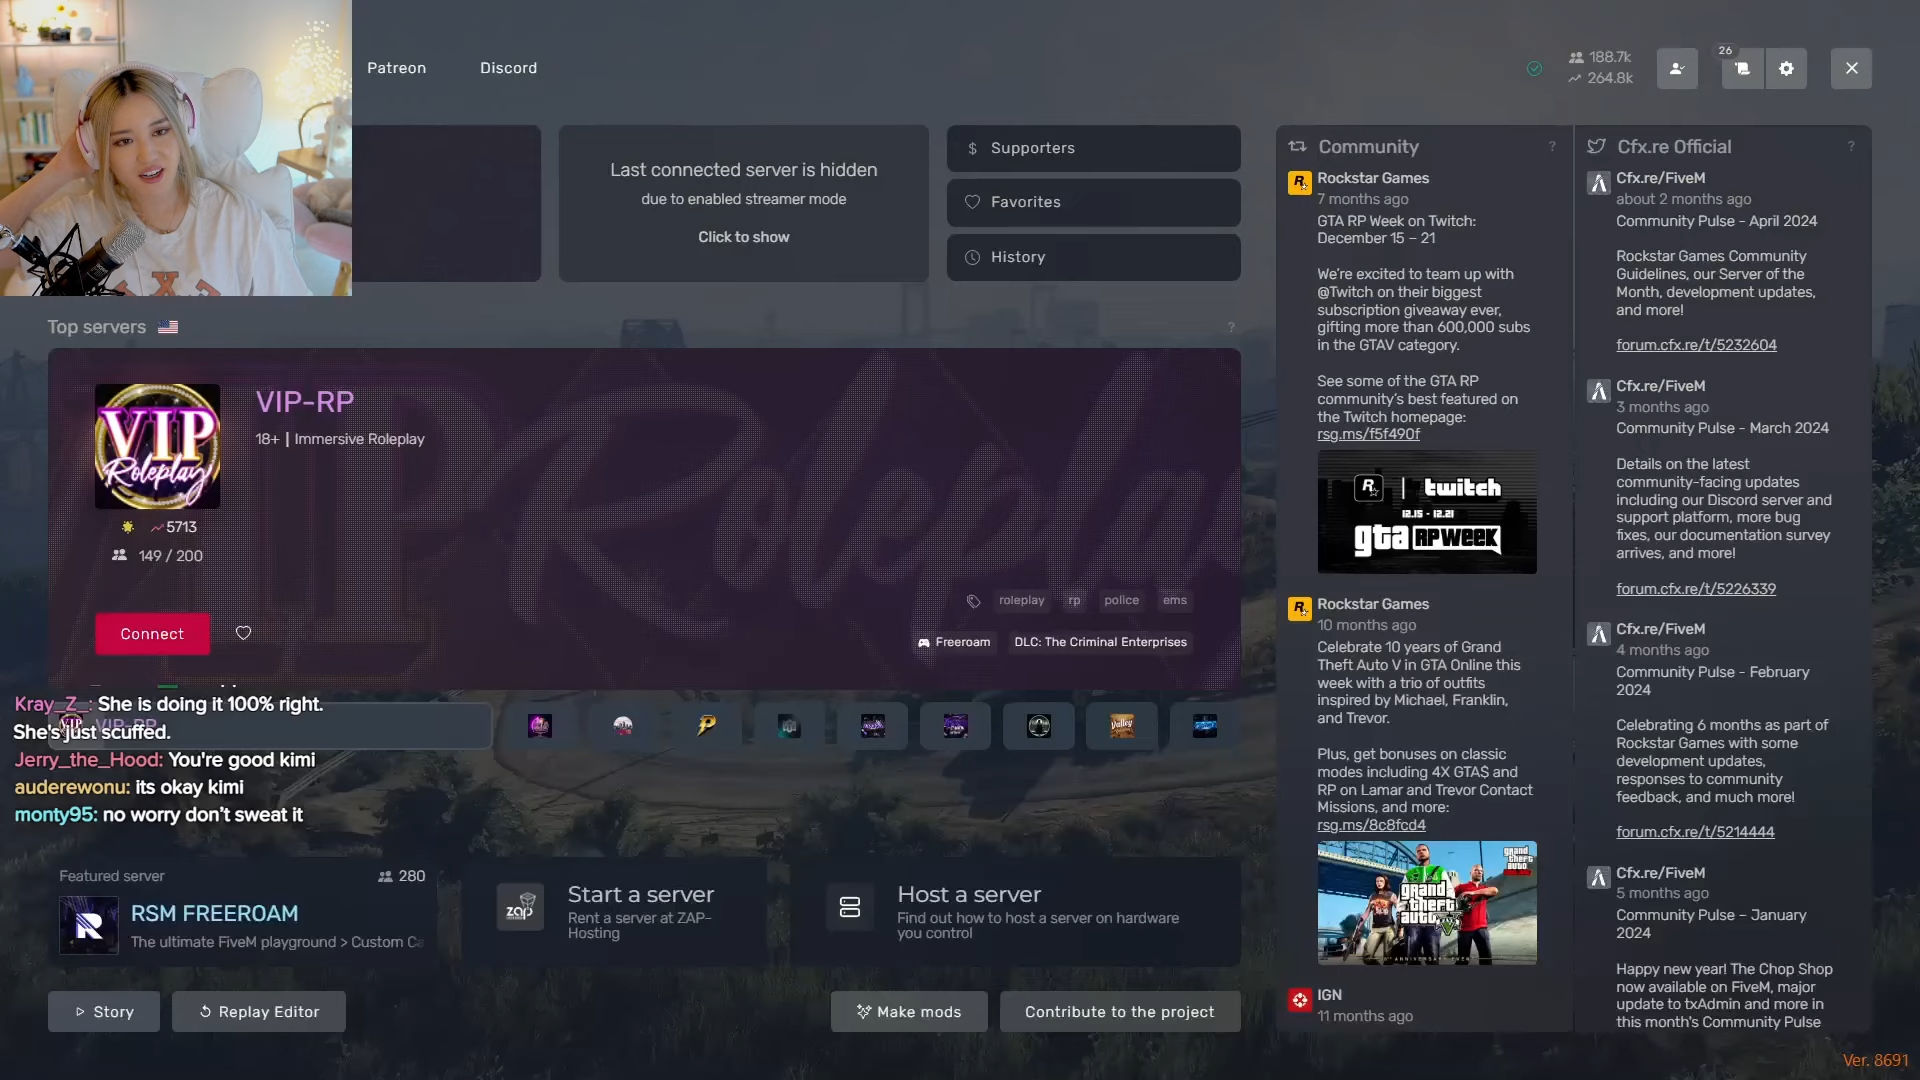 Patreon
Discord
188.7k
264.8k
26
Last connected server is hidden
due to enabled streamer mode
Click to show
Supporters
Favorites
History
Top servers
?
VIP
Roleplay
VIP-RP
18+ | Immersive Roleplay
5713
149 / 200
Connect
roleplay
rp
police
ems
Freeroam
DLC: The Criminal Enterprises
VIP-RP
Kray_Z_: She is doing it 100% right.
She's just scuffed.
Jerry_the_Hood: You're good kimi
auderewonu: its okay kimi
monty95: no worry don't sweat it
Featured server
280
RSM FREEROAM
The ultimate FiveM playground > Custom Ca
zap
Start a server
Rent a server at ZAP-
Hosting
Host a server
Find out how to host a server on hardware
you control
Story
Replay Editor
Make mods
Contribute to the project
Community
?
Rockstar Games
7 months ago
GTA RP Week on Twitch:
December 15 – 21
We're excited to team up with
@Twitch on their biggest
subscription giveaway ever,
gifting more than 600,000 subs
in the GTAV category.
See some of the GTA RP
community's best featured on
the Twitch homepage:
rsg.ms/f5f490f
twitch
12.15 - 12.21
gta RP WEEK
Rockstar Games
10 months ago
Celebrate 10 years of Grand
Theft Auto V in GTA Online this
week with a trio of outfits
inspired by Michael, Franklin,
and Trevor.
Plus, get bonuses on classic
modes including 4X GTA$ and
RP on Lamar and Trevor Contact
Missions, and more:
rsg.ms/8c8fcd4
grand
theft
auto V
IGN
11 months ago
Cfx.re Official
?
Cfx.re/FiveM
about 2 months ago
Community Pulse - April 2024
Rockstar Games Community
Guidelines, our Server of the
Month, development updates,
and more!
forum.cfx.re/t/5232604
Cfx.re/FiveM
3 months ago
Community Pulse - March 2024
Details on the latest
community-facing updates
including our Discord server and
support platform, more bug
fixes, our documentation survey
arrives, and more!
forum.cfx.re/t/5226339
Cfx.re/FiveM
4 months ago
Community Pulse - February
2024
Celebrating 6 months as part of
Rockstar Games with some
development updates,
responses to community
feedback, and much more!
forum.cfx.re/t/5214444
Cfx.re/FiveM
5 months ago
Community Pulse – January
2024
Happy new year! The Chop Shop
now available on FiveM, major
update to txAdmin and more in
this month's Community Pulse
Ver. 8691